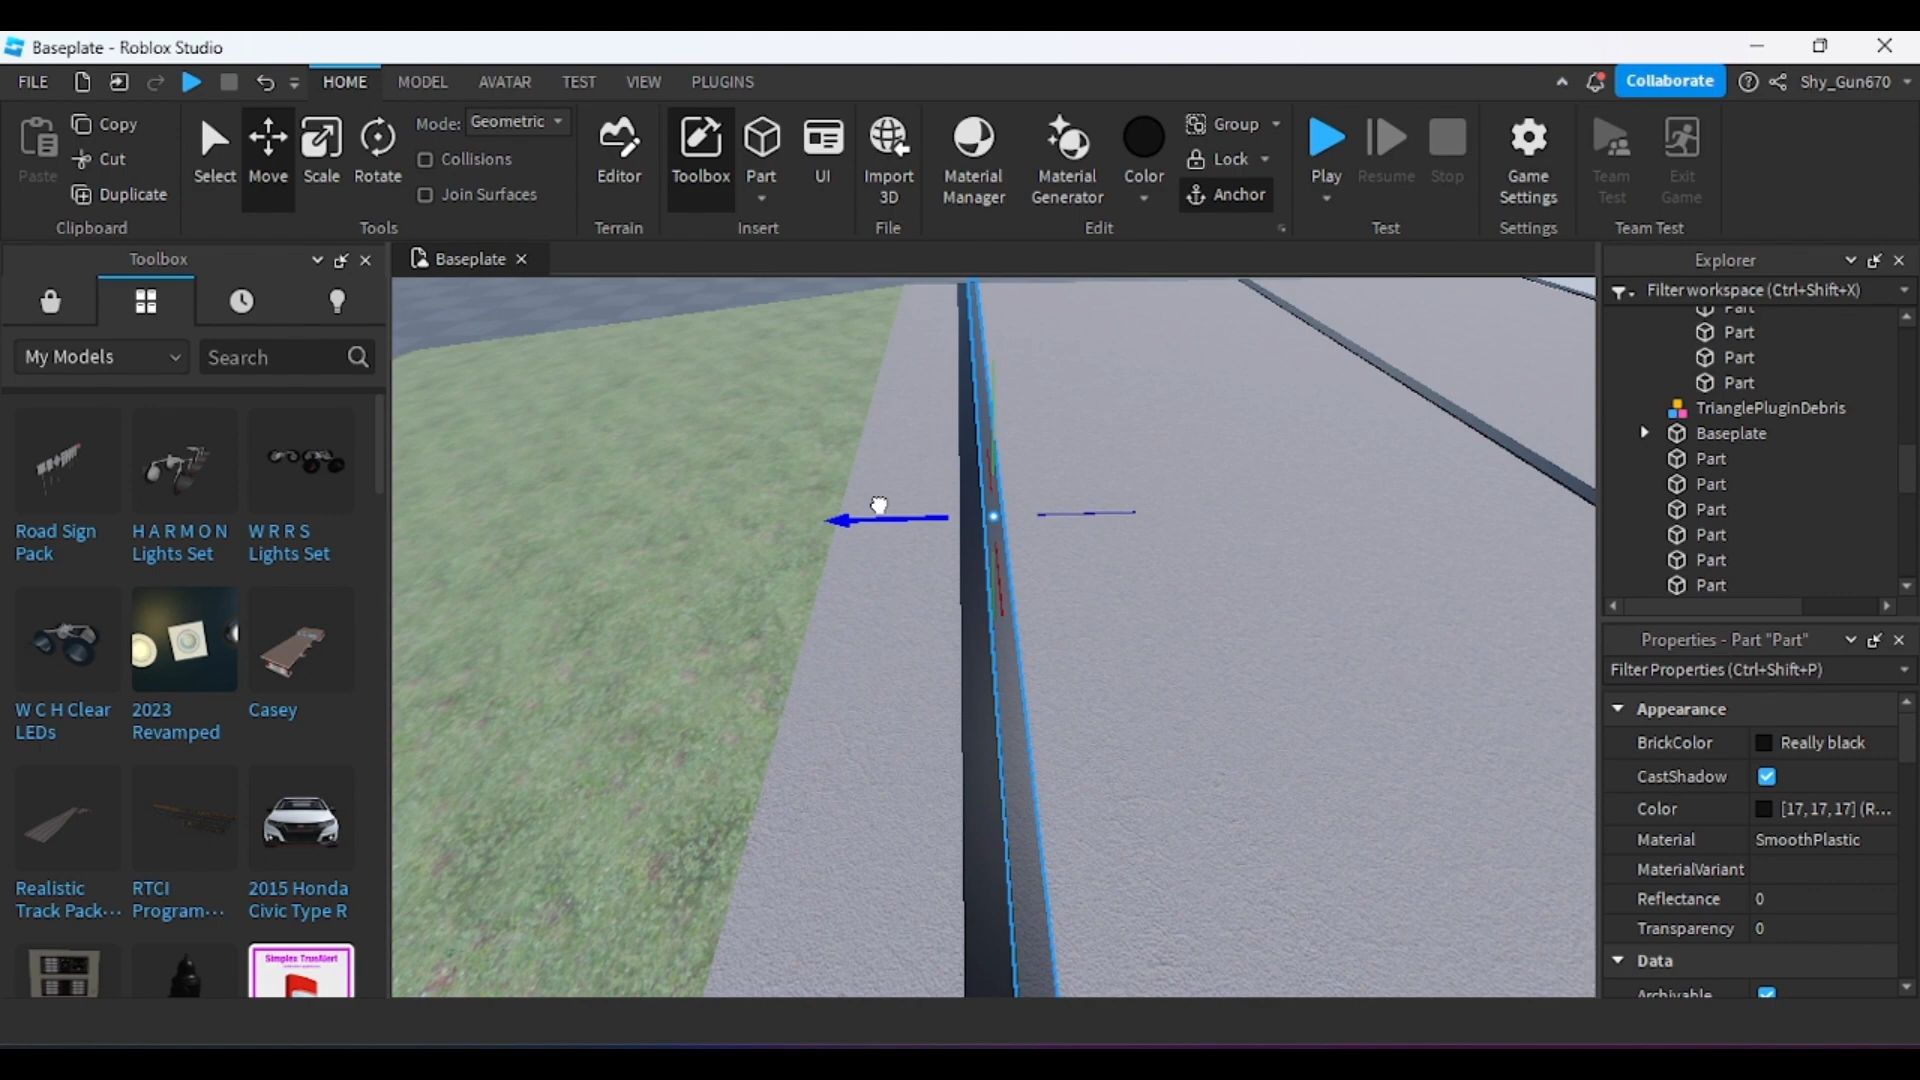 Baseplate - Roblox Studio
FILE HOME MODEL AVATAR TEST VIEW PLUGINS Collaborate Shy_Gun670
Paste
Copy
Cut
Duplicate
Clipboard
Select Move Scale Rotate
Mode: Geometric
Collisions
Join Surfaces
Tools
Editor
Terrain
Toolbox Part UI
Insert
Import
3D
File
Material
Manager
Material
Generator
Color
Group
Lock
Anchor
Edit
Play Resume Stop
Test
Game
Settings
Settings
Team
Test
Exit
Game
Team Test
Toolbox
My Models
Search
Road Sign
Pack
H A R M O N
Lights Set
W R R S
Lights Set
W C H Clear
LEDs
2023
Revamped
Casey
Realistic
Track Pack...
RTCI
Program...
2015 Honda
Civic Type R
Simplex TrueAlert
Baseplate
Explorer
Filter workspace (Ctrl+Shift+X)
Part
Part
Part
Part
TrianglePluginDebris
Baseplate
Part
Part
Part
Part
Part
Part
Properties - Part "Part"
Filter Properties (Ctrl+Shift+P)
Appearance
BrickColor Really black
CastShadow
Color [17, 17, 17] (R...
Material SmoothPlastic
MaterialVariant
Reflectance 0
Transparency 0
Data
Archivable